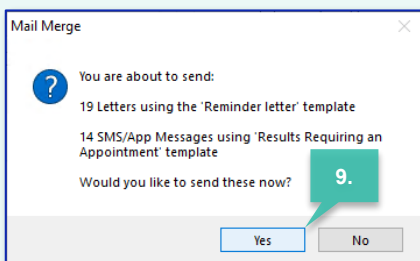 Mail Merge
You are about to send:
19 Letters using the 'Reminder letter' template
14 SMS/App Messages using 'Results Requiring an
Appointment' template
Would you like to send these now?
9.
Yes
No